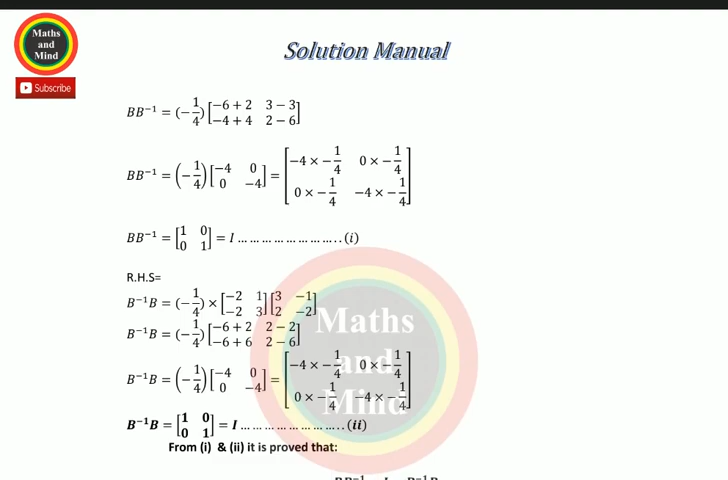 Maths
and
Mind
Subscribe
Solution Manual
BB⁻¹ = (−1/4) [−6 + 2 3 − 3; −4 + 4 2 − 6]
BB⁻¹ = (−1/4) [−4 0; 0 −4] = [−4 × −1/4 0 × −1/4; 0 × −1/4 −4 × −1/4]
BB⁻¹ = [1 0; 0 1] = I … … … … … … … … . . (i)
R.H.S=
B⁻¹B = (−1/4) × [−2 1; −2 3] [3 −1; 2 −2]
B⁻¹B = (−1/4) [−6 + 2 2 − 2; −6 + 6 2 − 6]
B⁻¹B = (−1/4) [−4 0; 0 −4] = [−4 × −1/4 0 × −1/4; 0 × −1/4 −4 × −1/4]
B⁻¹B = [1 0; 0 1] = I … … … … … … … … . . (ii)
From (i) & (ii) it is proved that:
Maths
and
Mind